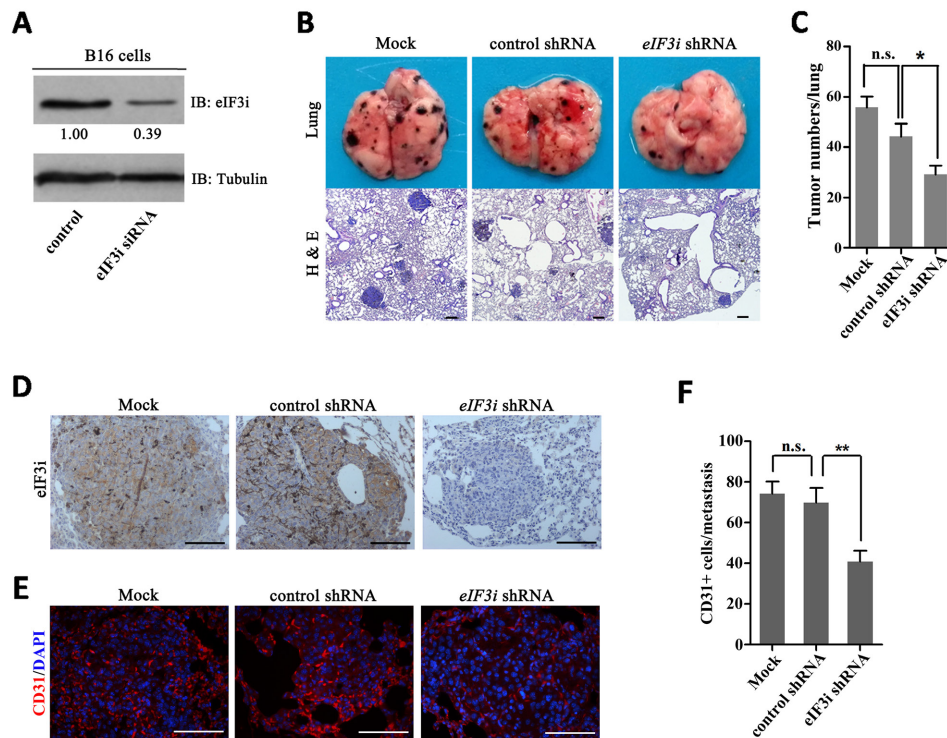 A
B16 cells
IB: eIF3i
1.00 0.39
IB: Tubulin
control
eIF3i siRNA
B
Mock control shRNA eIF3i shRNA
Lung
H & E
C
Tumor numbers/lung
80
60
40
20
0
n.s. *
Mock
control shRNA
eIF3i shRNA
D
Mock control shRNA eIF3i shRNA
eIF3i
E
Mock control shRNA eIF3i shRNA
CD31/DAPI
F
CD31+ cells/metastasis
100
80
60
40
20
0
n.s. **
Mock
control shRNA
eIF3i shRNA